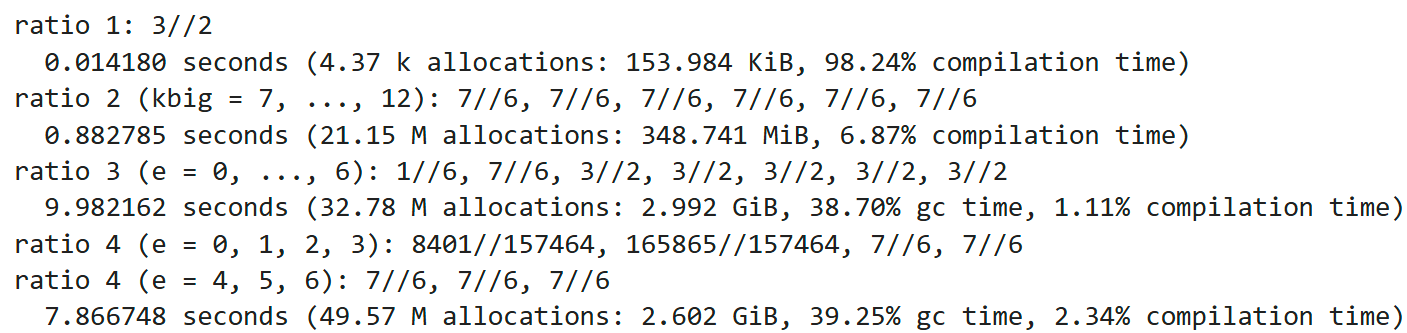 ratio 1: 3//2
  0.014180 seconds (4.37 k allocations: 153.984 KiB, 98.24% compilation time)
ratio 2 (kbig = 7, ..., 12): 7//6, 7//6, 7//6, 7//6, 7//6, 7//6
  0.882785 seconds (21.15 M allocations: 348.741 MiB, 6.87% compilation time)
ratio 3 (e = 0, ..., 6): 1//6, 7//6, 3//2, 3//2, 3//2, 3//2, 3//2
  9.982162 seconds (32.78 M allocations: 2.992 GiB, 38.70% gc time, 1.11% compilation time)
ratio 4 (e = 0, 1, 2, 3): 8401//157464, 165865//157464, 7//6, 7//6
ratio 4 (e = 4, 5, 6): 7//6, 7//6, 7//6
  7.866748 seconds (49.57 M allocations: 2.602 GiB, 39.25% gc time, 2.34% compilation time)